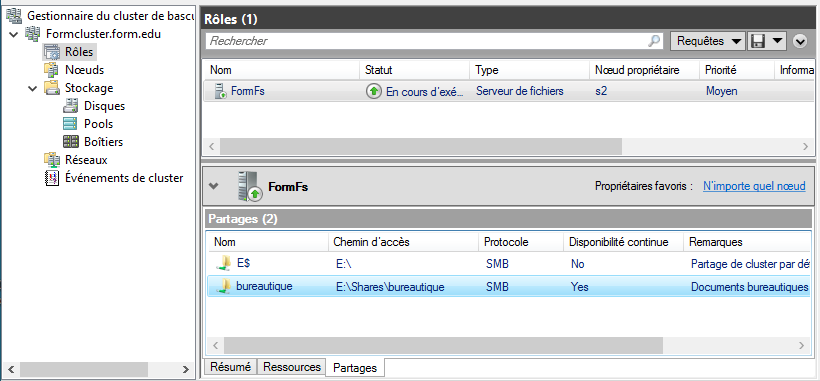 Gestionnaire du cluster de bascu
Formcluster.form.edu
Rôles
Nœuds
Stockage
Disques
Pools
Boîtiers
Réseaux
Événements de cluster
Rôles (1)
Rechercher
Requêtes
Nom Statut Type Nœud propriétaire Priorité Informa
FormFs En cours d'exé... Serveur de fichiers s2 Moyen
FormFs Propriétaires favoris : N'importe quel nœud
Partages (2)
Nom Chemin d'accès Protocole Disponibilité continue Remarques
E$ E:\ SMB No Partage de cluster par dé
bureautique E:\Shares\bureautique SMB Yes Documents bureautiques
Résumé Ressources Partages